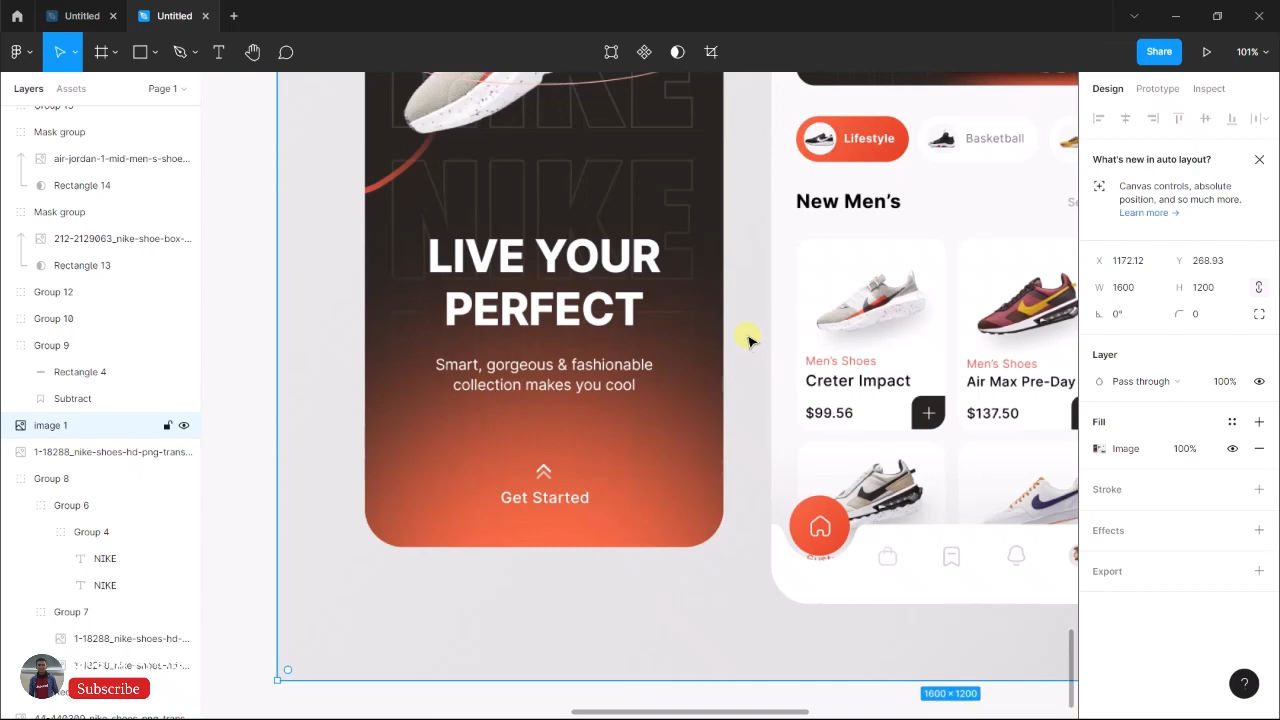 Untitled
Untitled
Share
101%
Layers
Assets
Page 1
Design
Prototype
Inspect
Group 13
Mask group
air-jordan-1-mid-men-s-shoe...
Rectangle 14
Mask group
212-2129063_nike-shoe-box-...
Rectangle 13
Group 12
Group 10
Group 9
Rectangle 4
Subtract
image 1
1-18288_nike-shoes-hd-png-trans...
Group 8
Group 6
Group 4
NIKE
NIKE
Group 7
1-18288_nike-shoes-hd-...
Subscribe
NIKE
NIKE
LIVE YOUR
PERFECT
Smart, gorgeous & fashionable
collection makes you cool
Get Started
Lifestyle
Basketball
New Men's
Men's Shoes
Creter Impact
$99.56
Men's Shoes
Air Max Pre-Day
$137.50
1600 × 1200
What's new in auto layout?
Canvas controls, absolute
position, and so much more.
Learn more →
X 1172.12 Y 268.93
W 1600 H 1200
0° 0
Layer
Pass through 100%
Fill
Image 100%
Stroke
Effects
Export
?